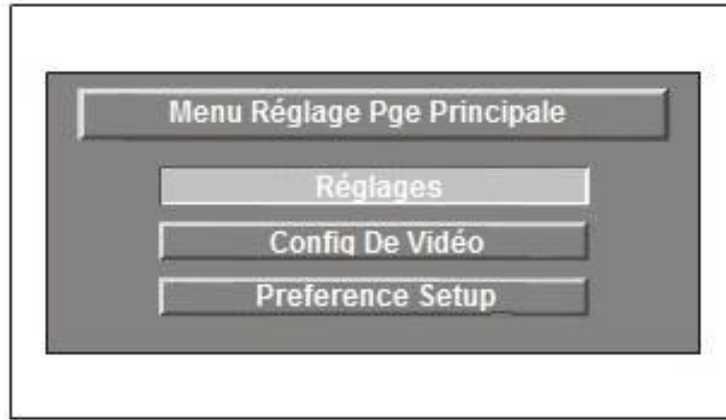 Menu Réglage Pge Principale
Réglages
Config De Vidéo
Preference Setup